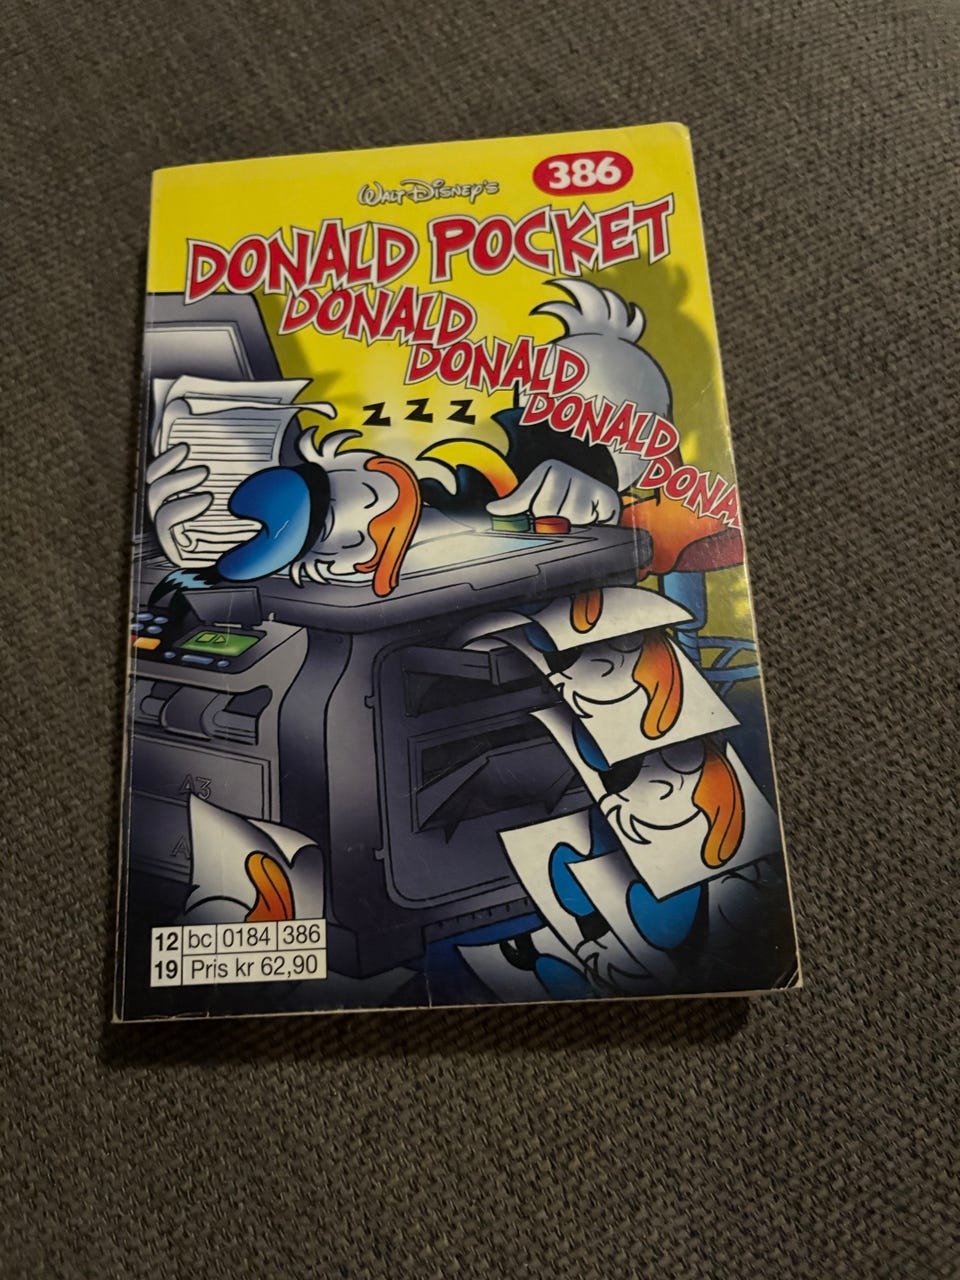 386
WALT DISNEY'S
DONALD POCKET
DONALD
DONALD
DONALD
DONA
Z Z Z
A3
A
12 bc 0184 386
19 Pris kr 62,90